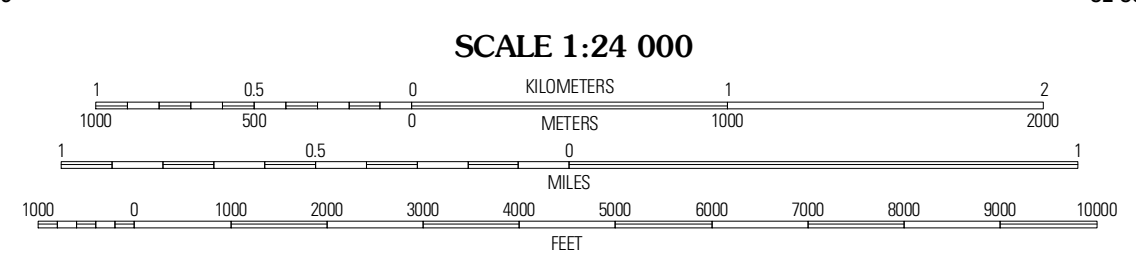 SCALE 1:24 000
1 0.5 0 KILOMETERS 1 2
1000 500 0 METERS 1000 2000
1 0.5 0 1
MILES
1000 0 1000 2000 3000 4000 5000 6000 7000 8000 9000 10000
FEET